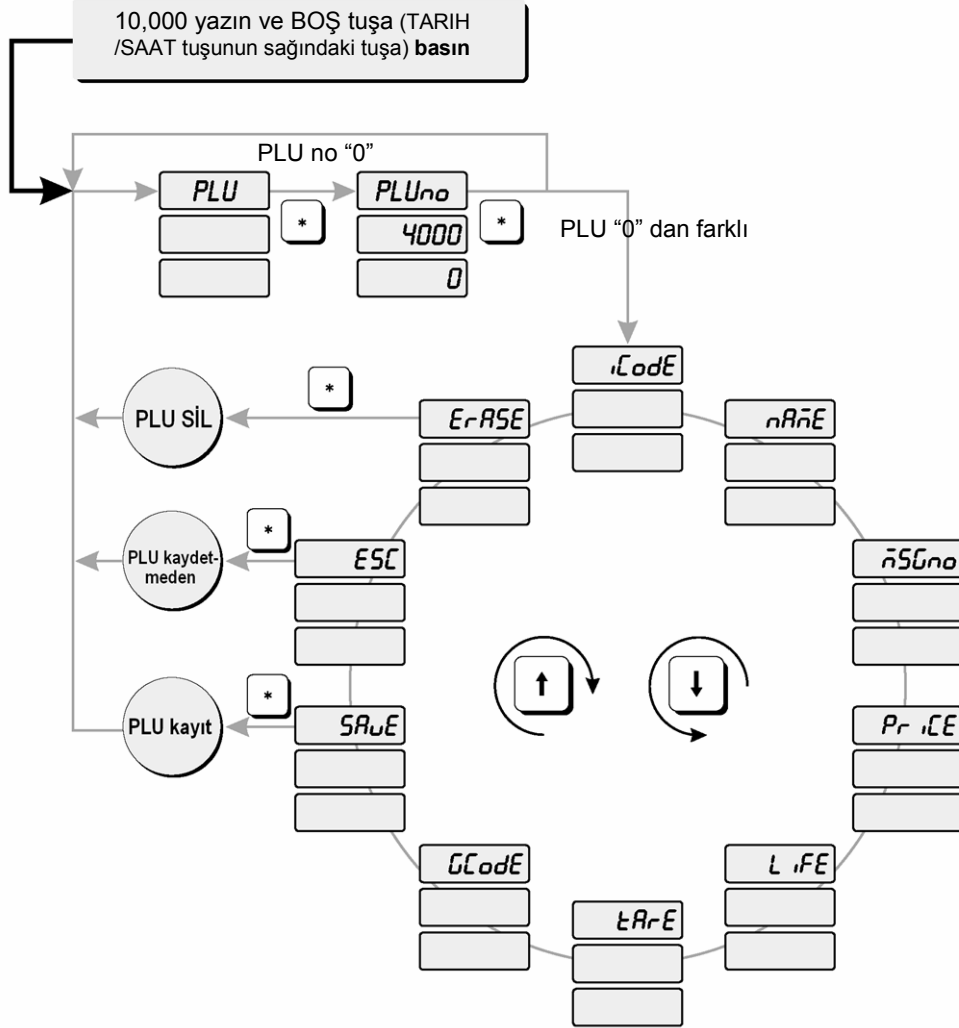 10,000 yazın ve BOŞ tuşa (TARIH
/SAAT tuşunun sağındaki tuşa) basın
PLU no “0”
PLU
*
PLUno
4000
0
*
PLU “0” dan farklı
iCodE
ErASE
nAmE
*
PLU SİL
ESC
*
PLU kaydet-
meden
mSGno
↑
↓
SAvE
*
PLU kayıt
PriCE
GCodE
LiFE
tArE